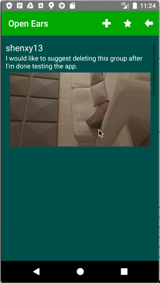 11:24
Open Ears
shenxy13
I would like to suggest deleting this group after
I'm done testing the app.